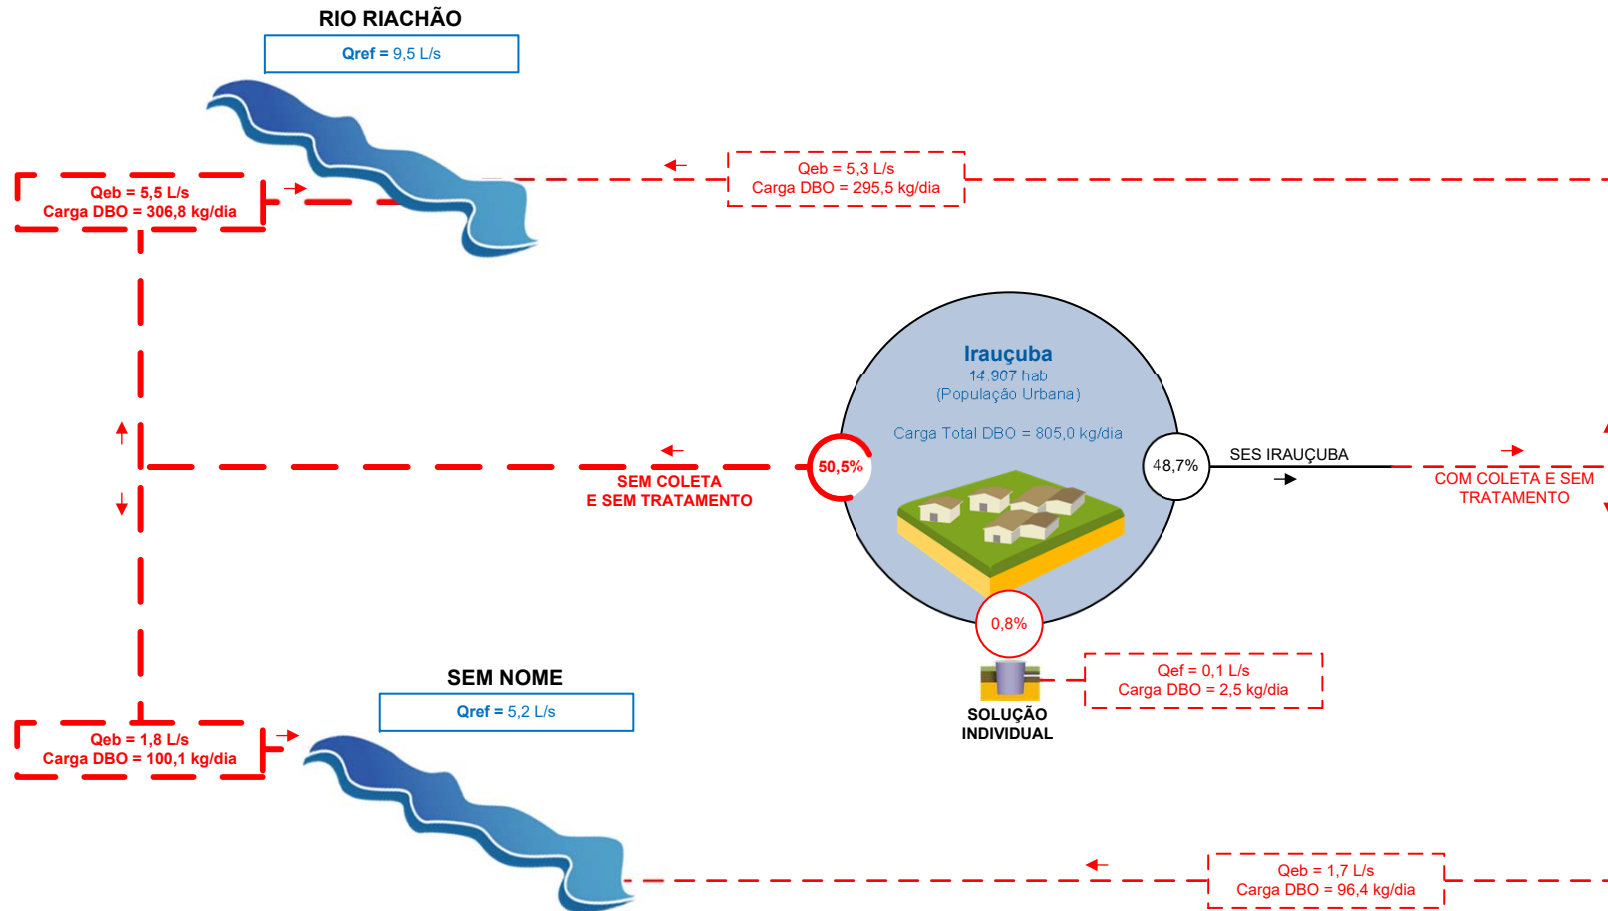 RIO RIACHÃO
Qref = 9,5 L/s
Qeb = 5,5 L/s
Carga DBO = 306,8 kg/dia
Qeb = 5,3 L/s
Carga DBO = 295,5 kg/dia
Irauçuba
14.907 hab
(População Urbana)
Carga Total DBO = 805,0 kg/dia
50,5%
SEM COLETA
E SEM TRATAMENTO
48,7%
SES IRAUÇUBA
COM COLETA E SEM
TRATAMENTO
0,8%
SOLUÇÃO
INDIVIDUAL
Qef = 0,1 L/s
Carga DBO = 2,5 kg/dia
SEM NOME
Qref = 5,2 L/s
Qeb = 1,8 L/s
Carga DBO = 100,1 kg/dia
Qeb = 1,7 L/s
Carga DBO = 96,4 kg/dia